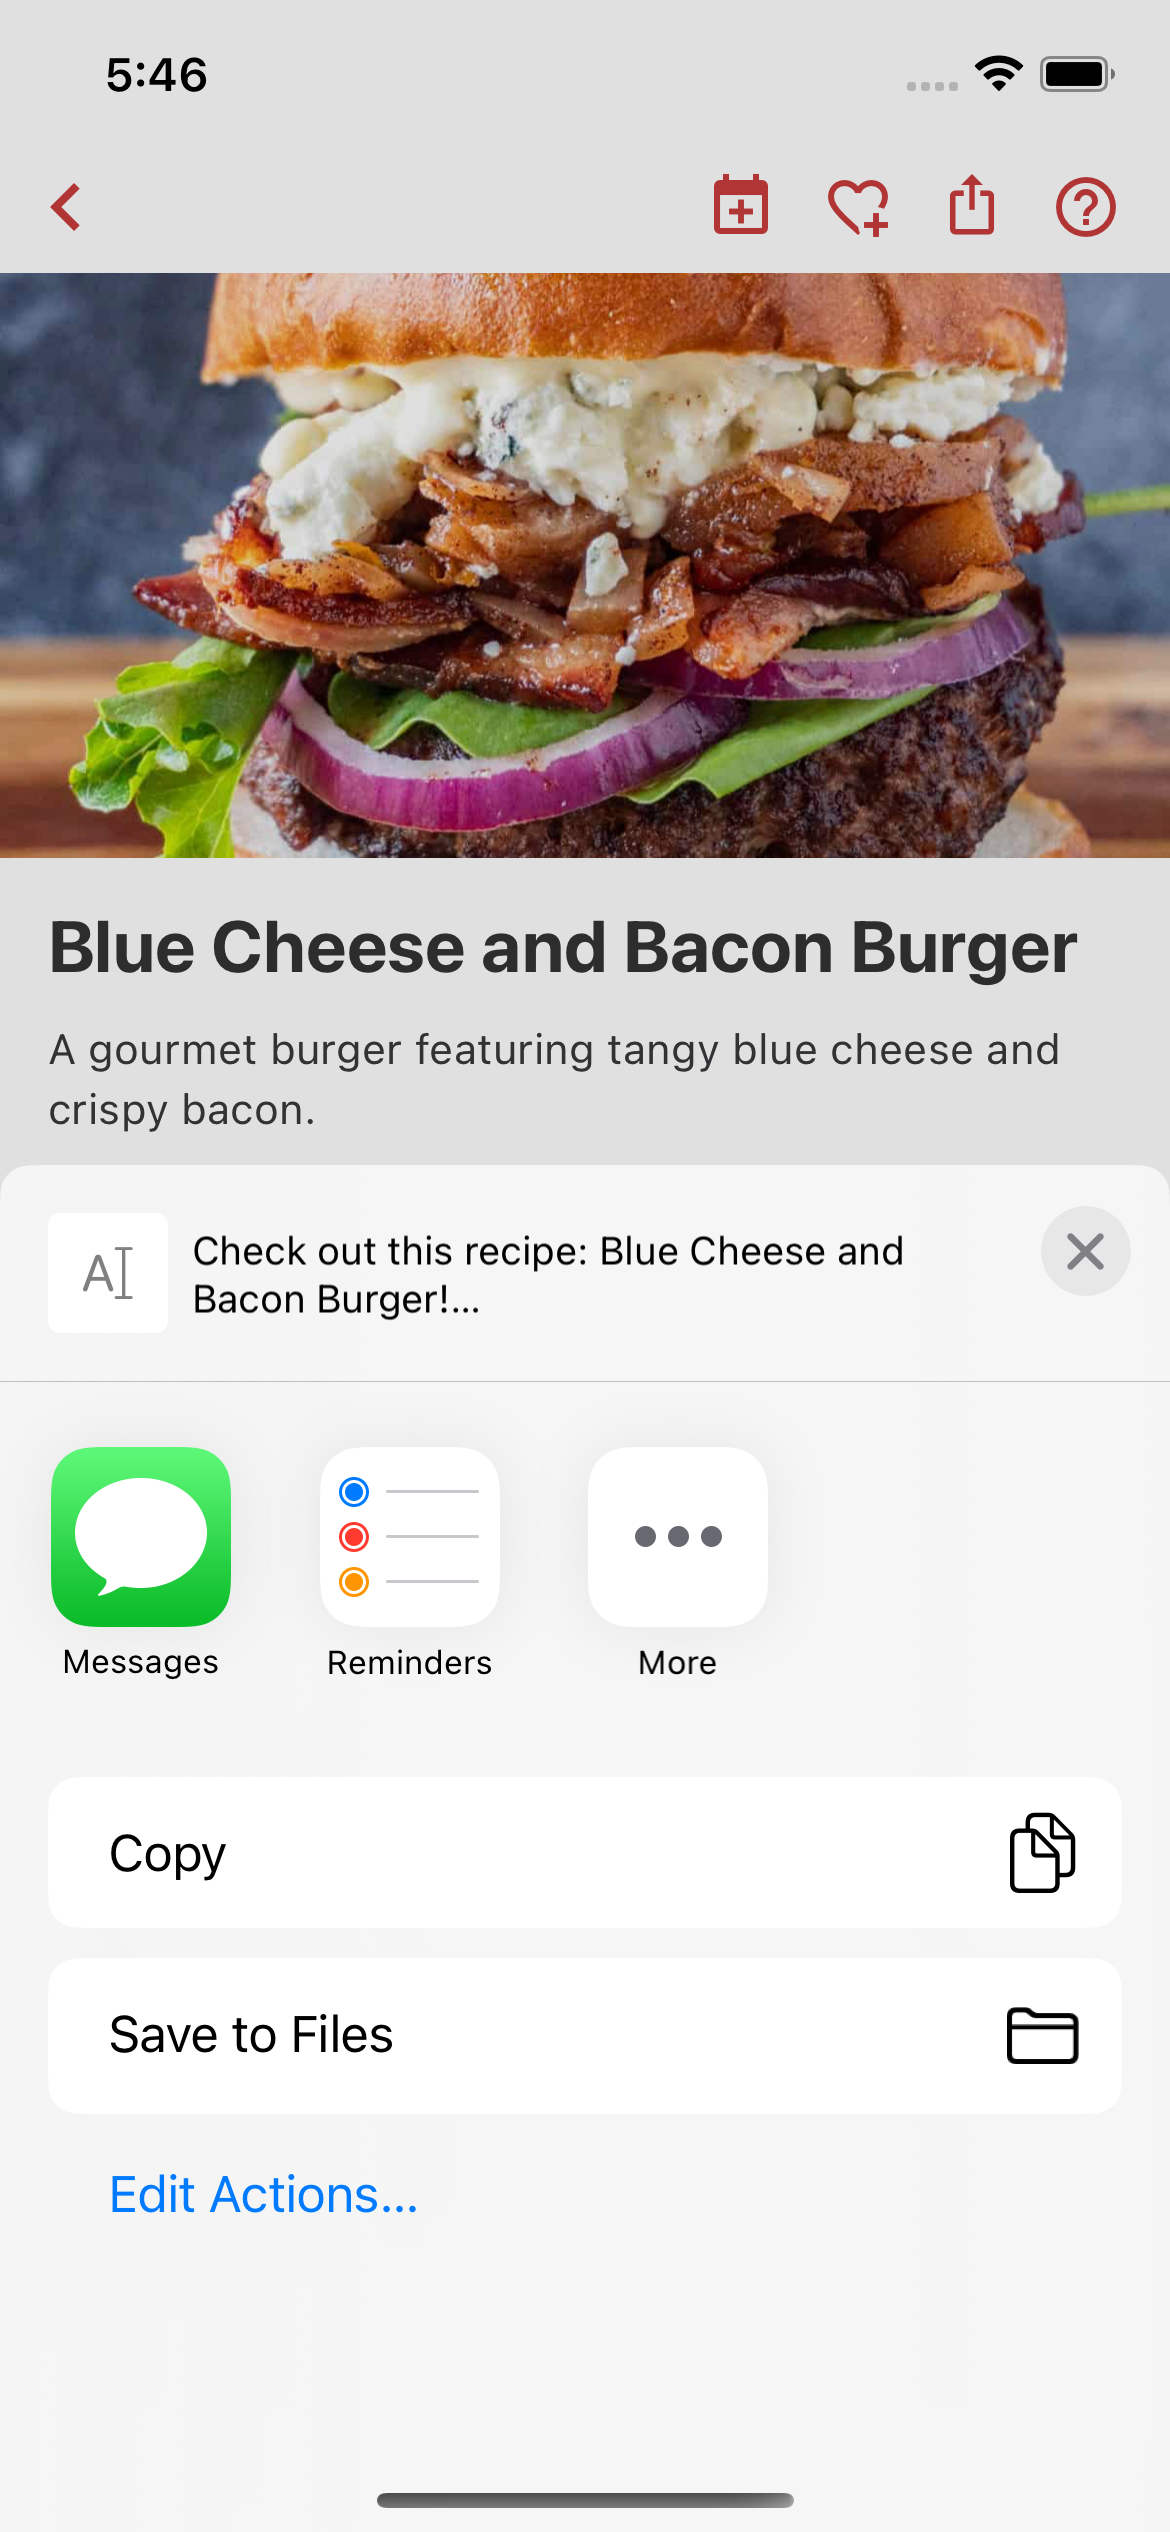 5:46
Blue Cheese and Bacon Burger
A gourmet burger featuring tangy blue cheese and
crispy bacon.
Check out this recipe: Blue Cheese and
Bacon Burger!...
Messages
Reminders
More
Copy
Save to Files
Edit Actions...